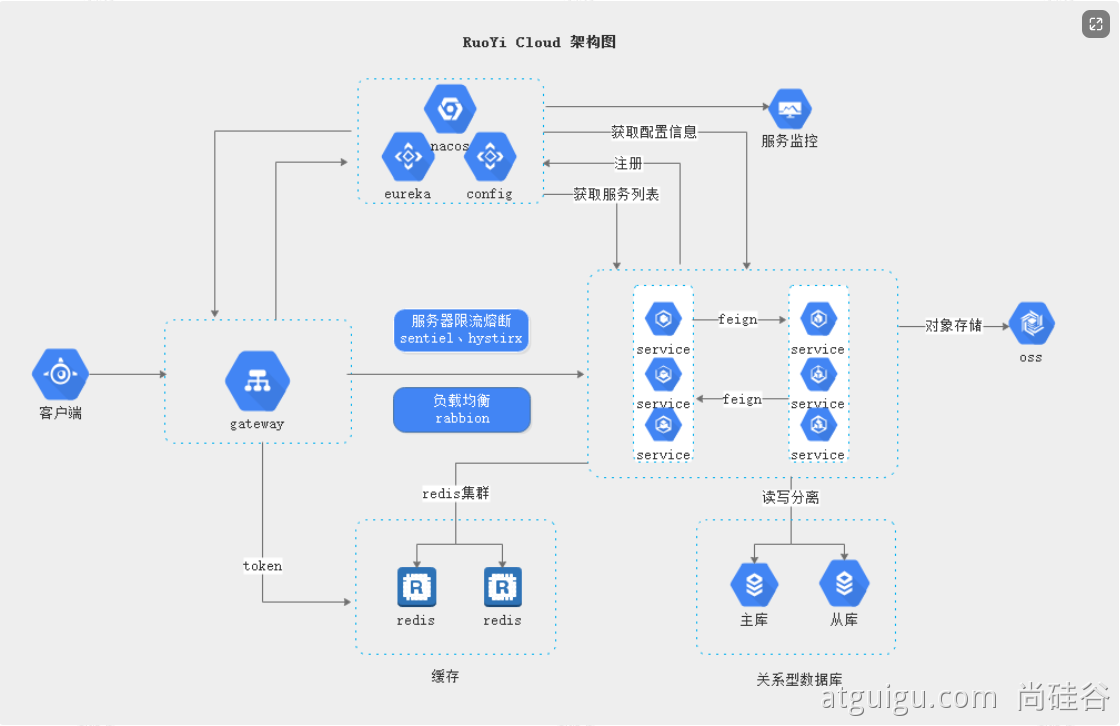 RuoYi Cloud 架构图
nacos
eureka
config
服务监控
获取配置信息
注册
获取服务列表
服务器限流熔断
sentiel、hystirx
负载均衡
rabbion
客户端
gateway
feign
feign
service
service
service
service
service
service
对象存储
oss
redis集群
读写分离
token
redis
redis
主库
从库
缓存
关系型数据库
atguigu.com 尚硅谷